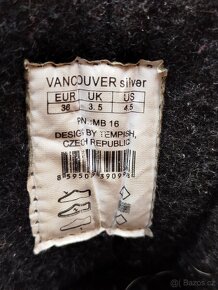 VANCOUVER silver
EUR UK US
36 3.5 4.5
PN.:MB 16
DESIGN BY TEMPISH,
CZECH REPUBLIC
Bazos.cz